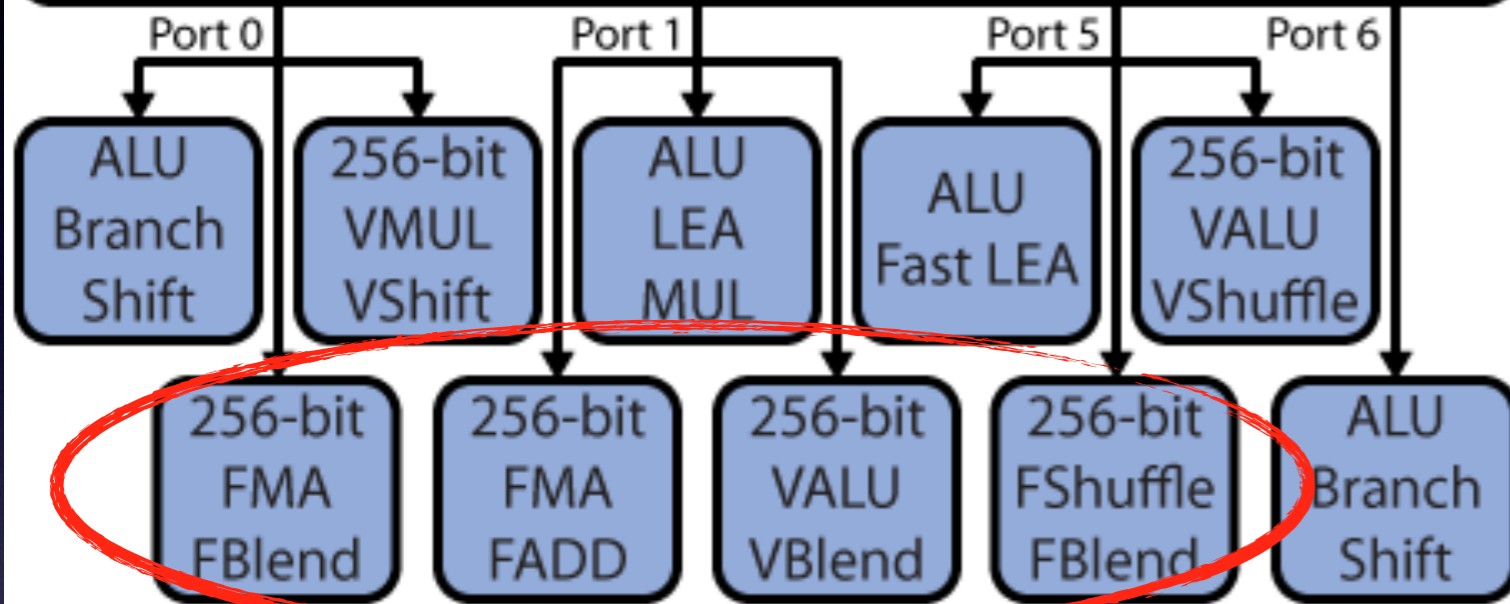 Port 0
Port 1
Port 5
Port 6
ALU
Branch
Shift
256-bit
VMUL
VShift
ALU
LEA
MUL
ALU
Fast LEA
256-bit
VALU
VShuffle
256-bit
FMA
FBlend
256-bit
FMA
FADD
256-bit
VALU
VBlend
256-bit
FShuffle
FBlend
ALU
Branch
Shift